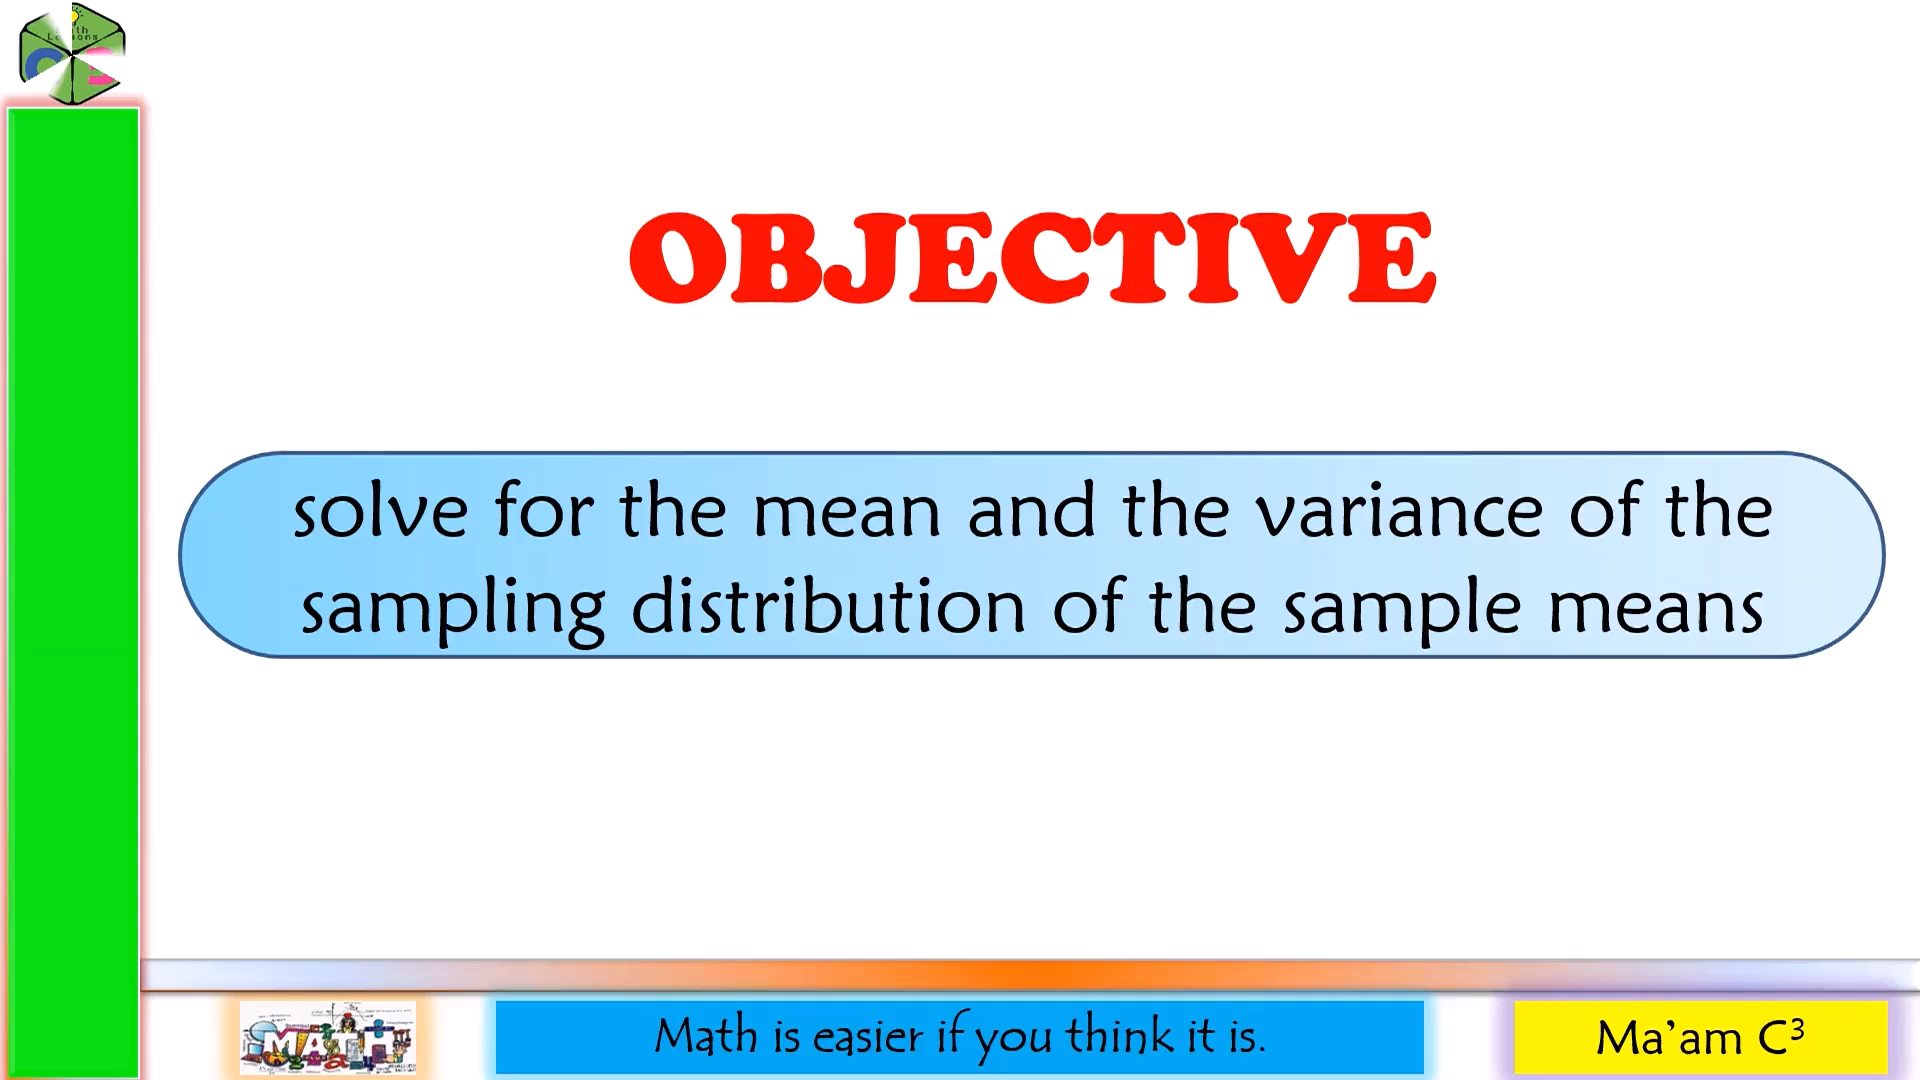 OBJECTIVE
solve for the mean and the variance of the
sampling distribution of the sample means
MATH
Math is easier if you think it is.
Ma’am C³